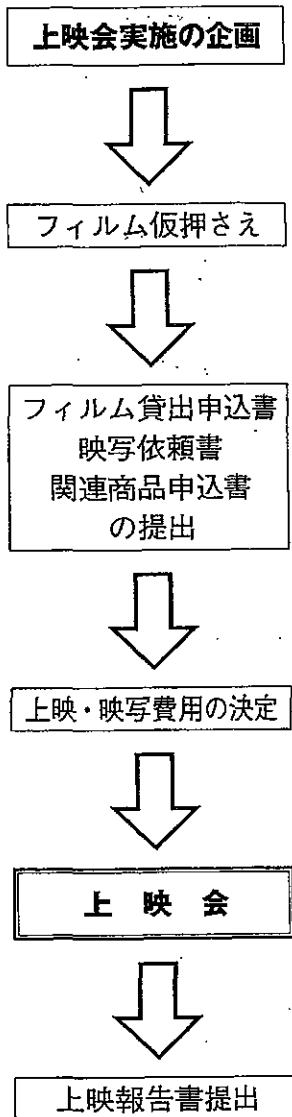 上映会実施の企画
フィルム仮押さえ
フィルム貸出申込書
映写依頼書
関連商品申込書
の提出
上映・映写費用の決定
上映会
上映報告書提出